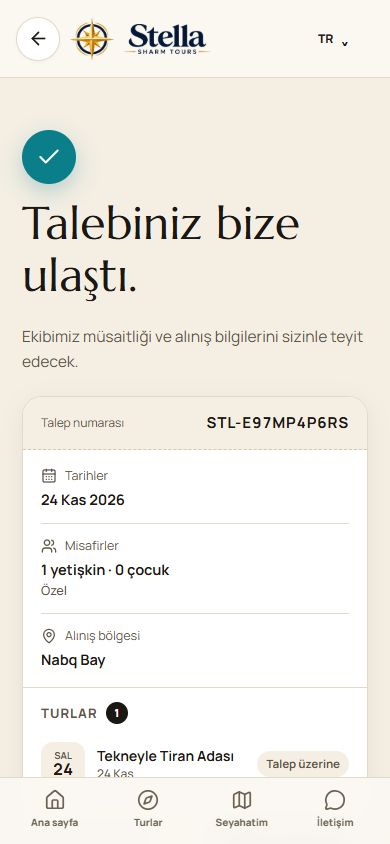 Stella
SHARM TOURS
TR
Talebiniz bize
ulaştı.
Ekibimiz müsaitliği ve alınış bilgilerini sizinle teyit
edecek.
Talep numarası
STL-E97MP4P6RS
Tarihler
24 Kas 2026
Misafirler
1 yetişkin · 0 çocuk
Özel
Alınış bölgesi
Nabq Bay
TURLAR 1
SAL
24
Tekneyle Tiran Adası
24 Kas
Talep üzerine
Ana sayfa
Turlar
Seyahatim
İletişim